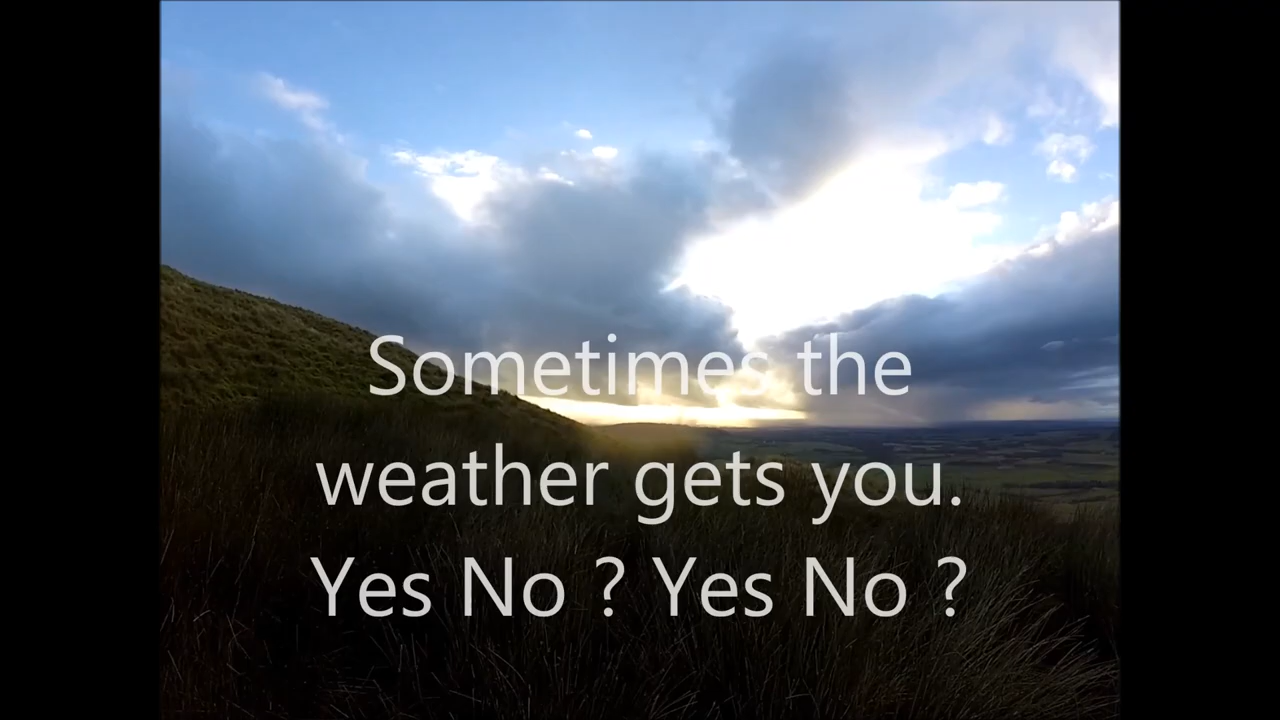 Sometimes the
weather gets you.
Yes No ? Yes No ?